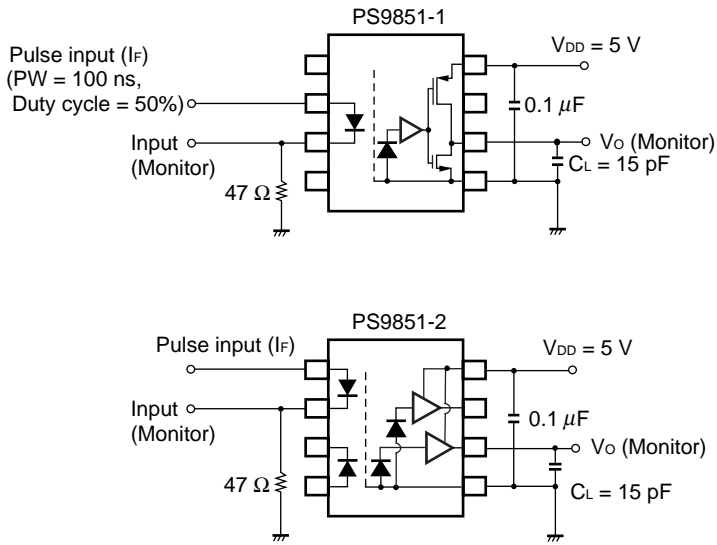 PS9851-1
Pulse input (IF)
(PW = 100 ns,
Duty cycle = 50%)
Input
(Monitor)
47 Ω
VDD = 5 V
0.1 μF
VO (Monitor)
CL = 15 pF
PS9851-2
Pulse input (IF)
Input
(Monitor)
47 Ω
VDD = 5 V
0.1 μF
VO (Monitor)
CL = 15 pF